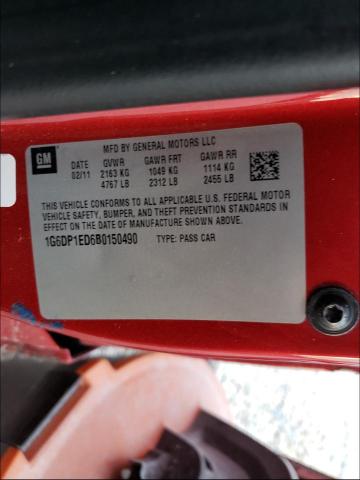 GM
MFD BY GENERAL MOTORS LLC
DATE GVWR GAWR FRT GAWR RR
02/11 2163 KG 1049 KG 1114 KG
4767 LB 2312 LB 2455 LB
THIS VEHICLE CONFORMS TO ALL APPLICABLE U.S. FEDERAL MOTOR
VEHICLE SAFETY, BUMPER, AND THEFT PREVENTION STANDARDS IN
EFFECT ON THE DATE OF MANUFACTURE SHOWN ABOVE.
1G6DP1ED6B0150490 TYPE: PASS CAR